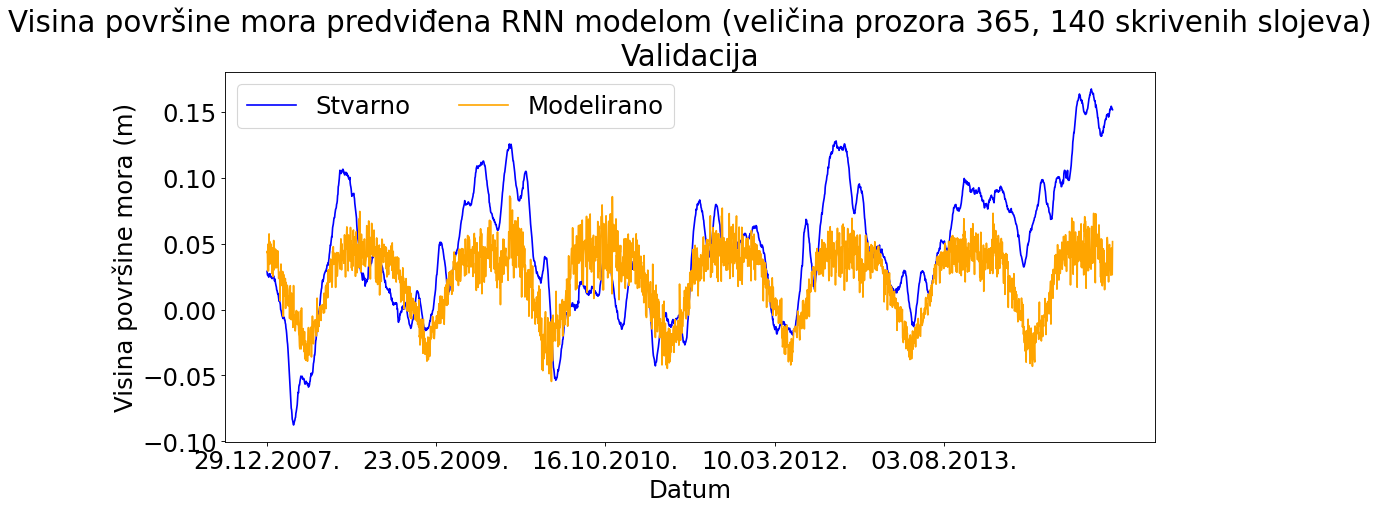 Visina površine mora predviđena RNN modelom (veličina prozora 365, 140 skrivenih slojeva)
Validacija
Stvarno Modelirano
Visina površine mora (m)
0.15
0.10
0.05
0.00
−0.05
−0.10
29.12.2007. 23.05.2009. 16.10.2010. 10.03.2012. 03.08.2013.
Datum